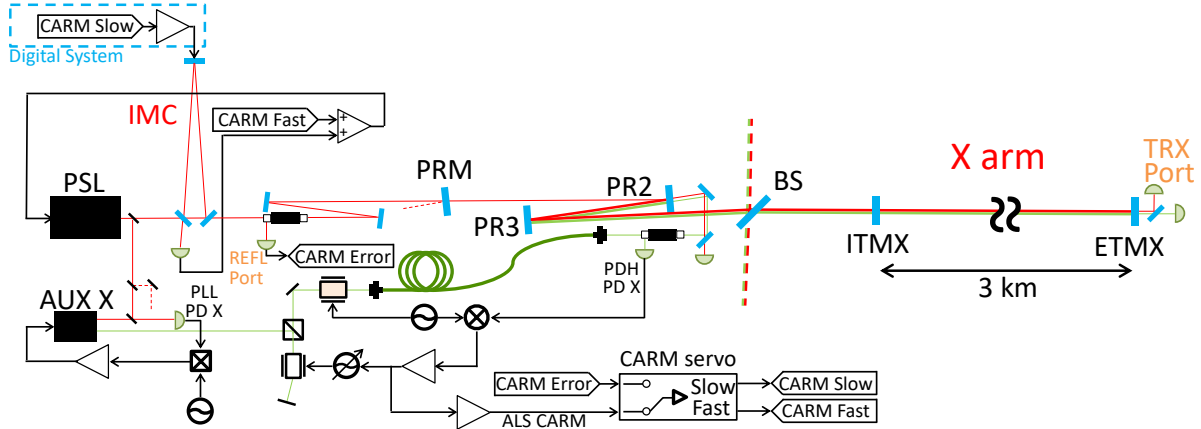 CARM Slow
Digital System
IMC
CARM Fast
+
+
X arm
TRX
Port
PSL
PRM
PR2
BS
PR3
ITMX
ETMX
REFL
Port
CARM Error
PDH
PD X
3 km
AUX X
PLL
PD X
CARM servo
CARM Error
Slow
Fast
CARM Slow
CARM Fast
ALS CARM